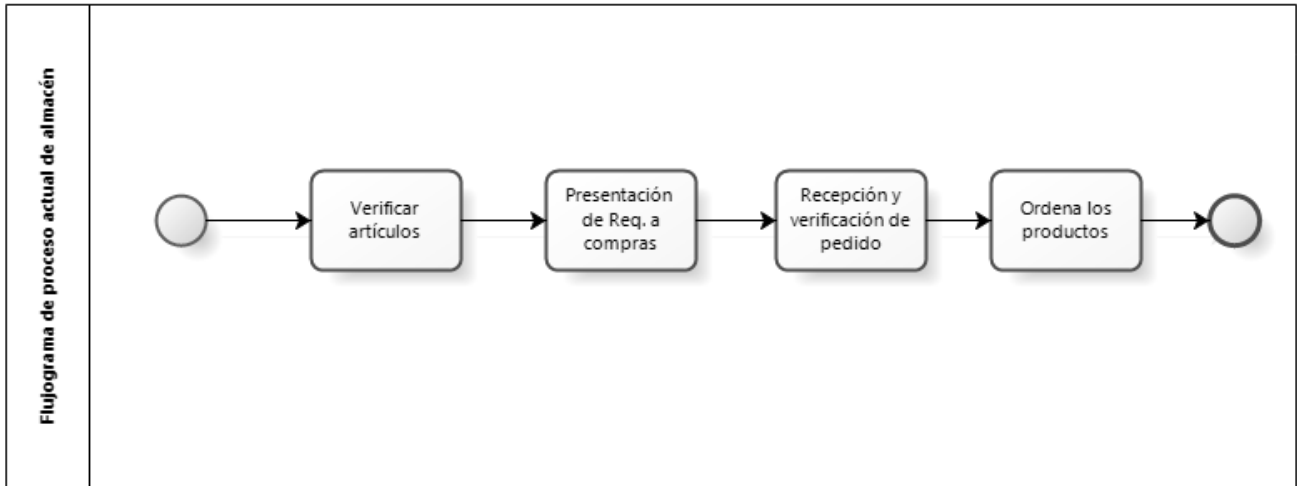 Flujograma de proceso actual de almacén
Verificar
artículos
Presentación
de Req. a
compras
Recepción y
verificación de
pedido
Ordena los
productos